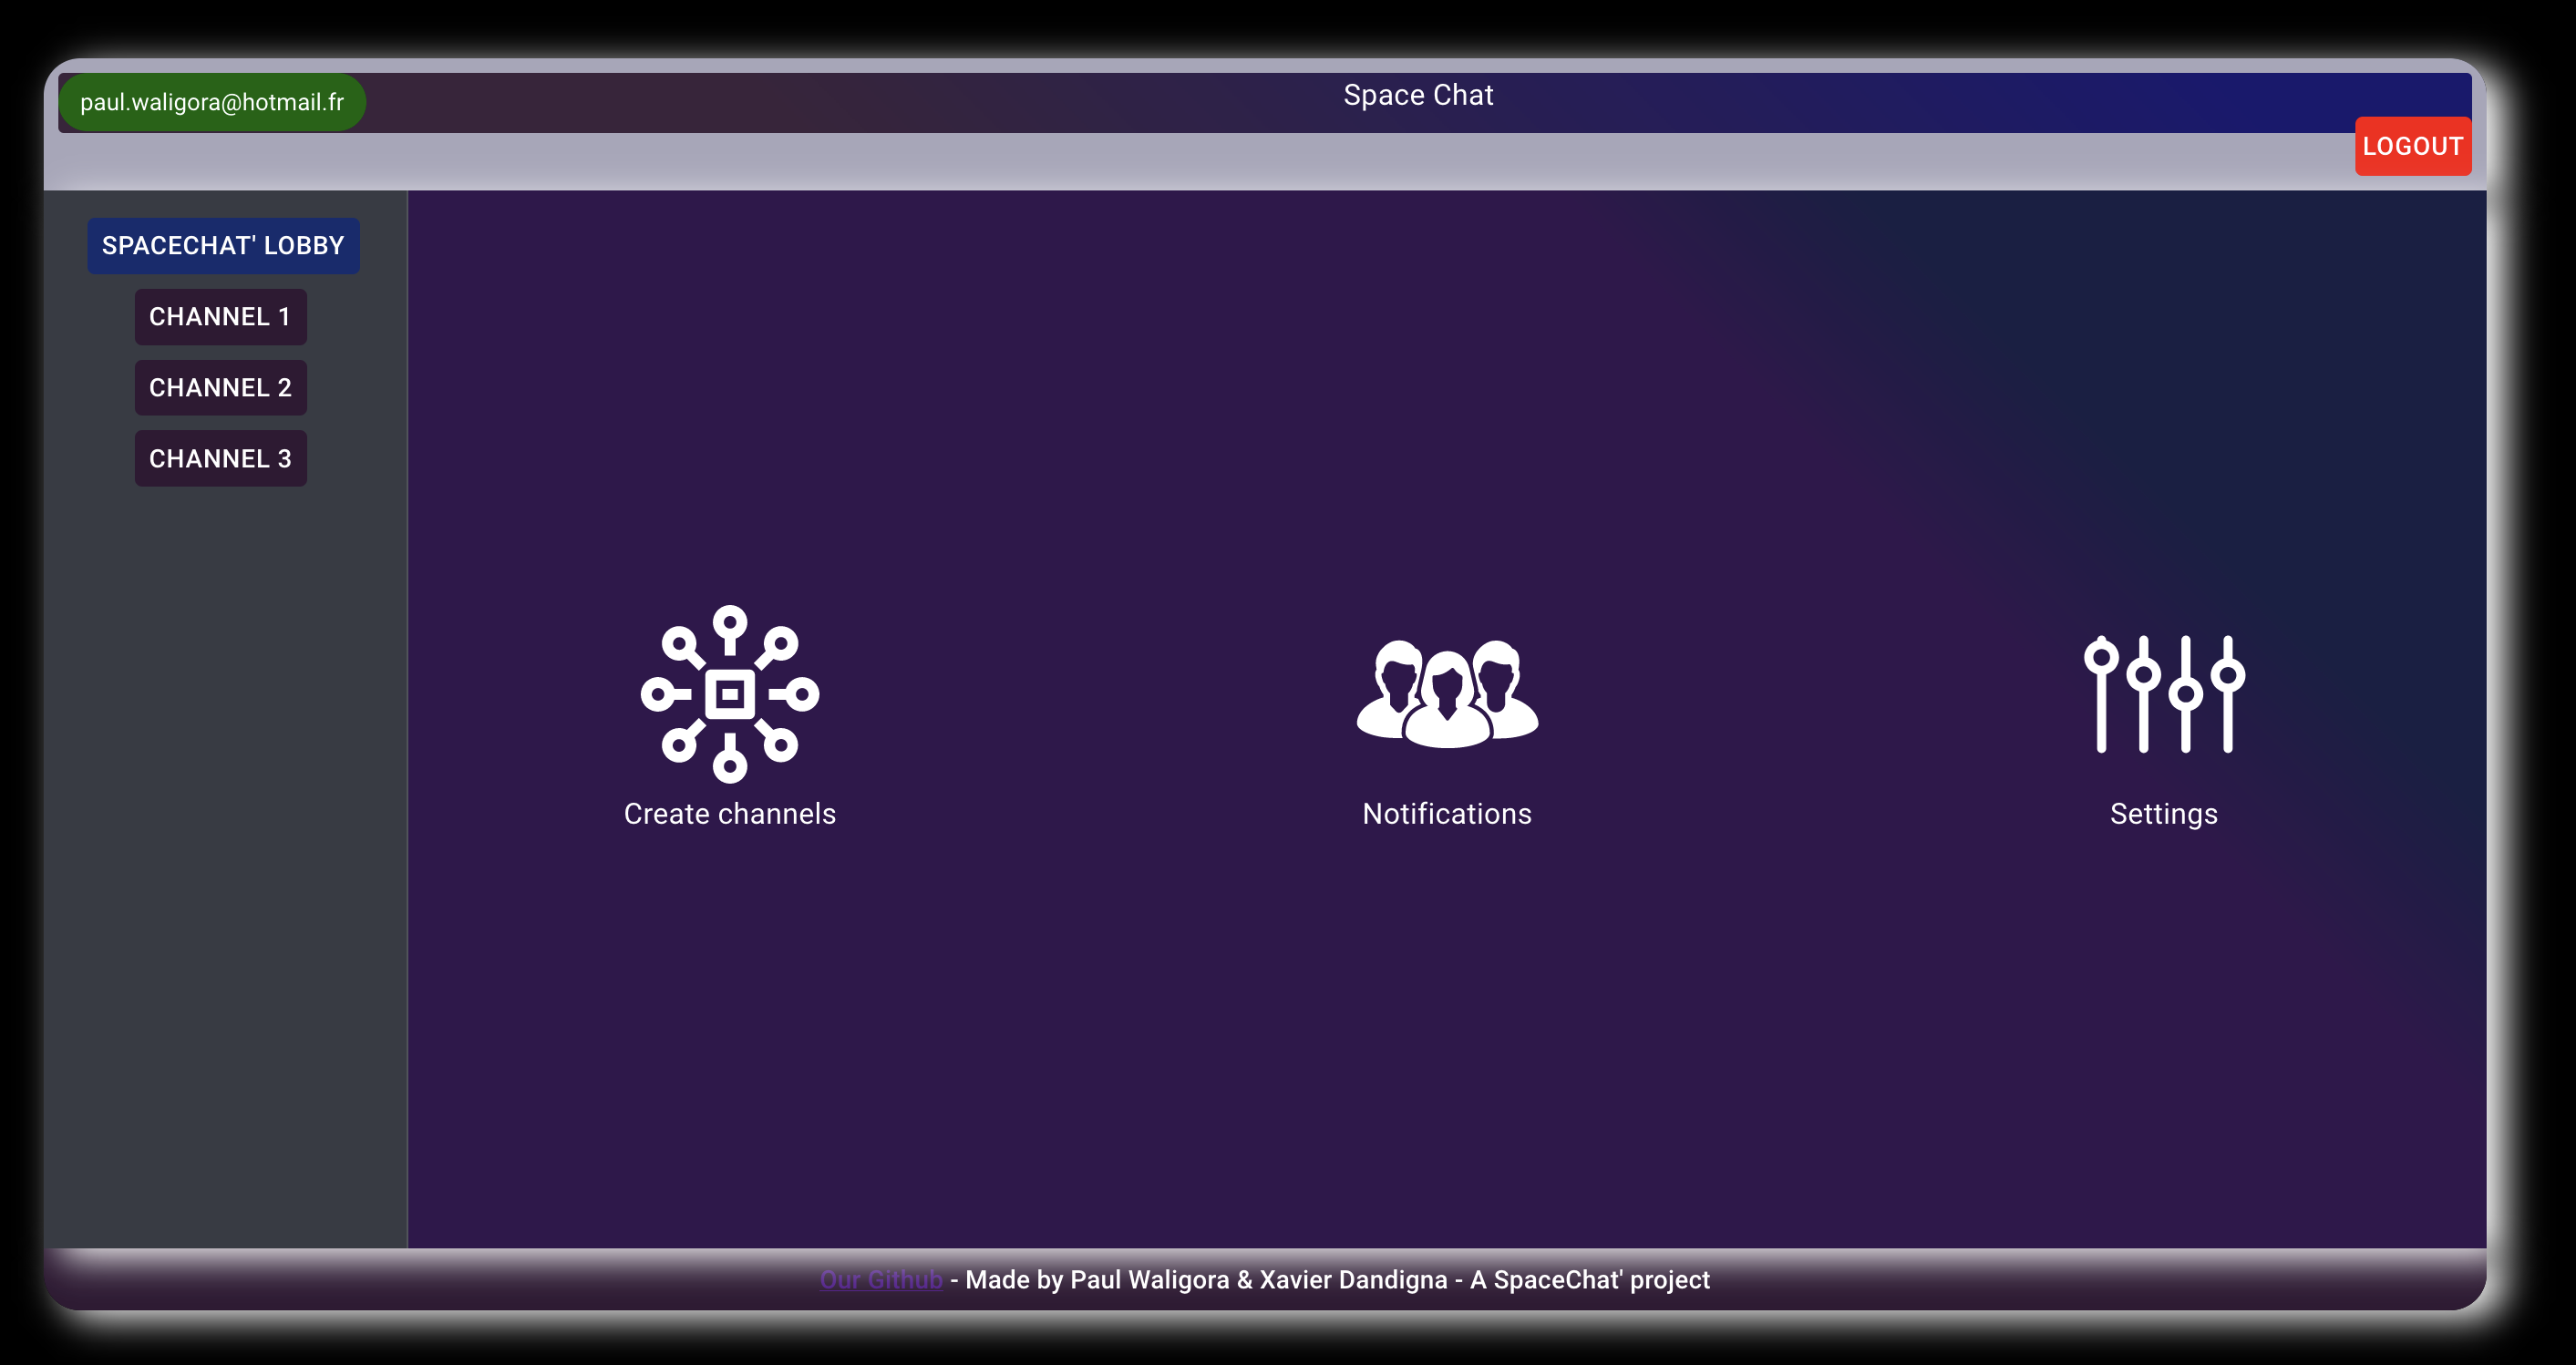 paul.waligora@hotmail.fr
Space Chat
LOGOUT
SPACECHAT' LOBBY
CHANNEL 1
CHANNEL 2
CHANNEL 3
Create channels
Notifications
Settings
Our Github - Made by Paul Waligora & Xavier Dandigna - A SpaceChat' project